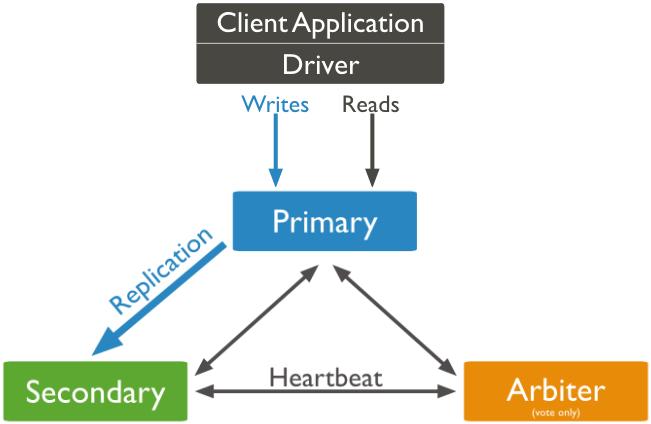 Client Application
Driver
Writes
Reads
Primary
Replication
Heartbeat
Secondary
Arbiter
(vote only)